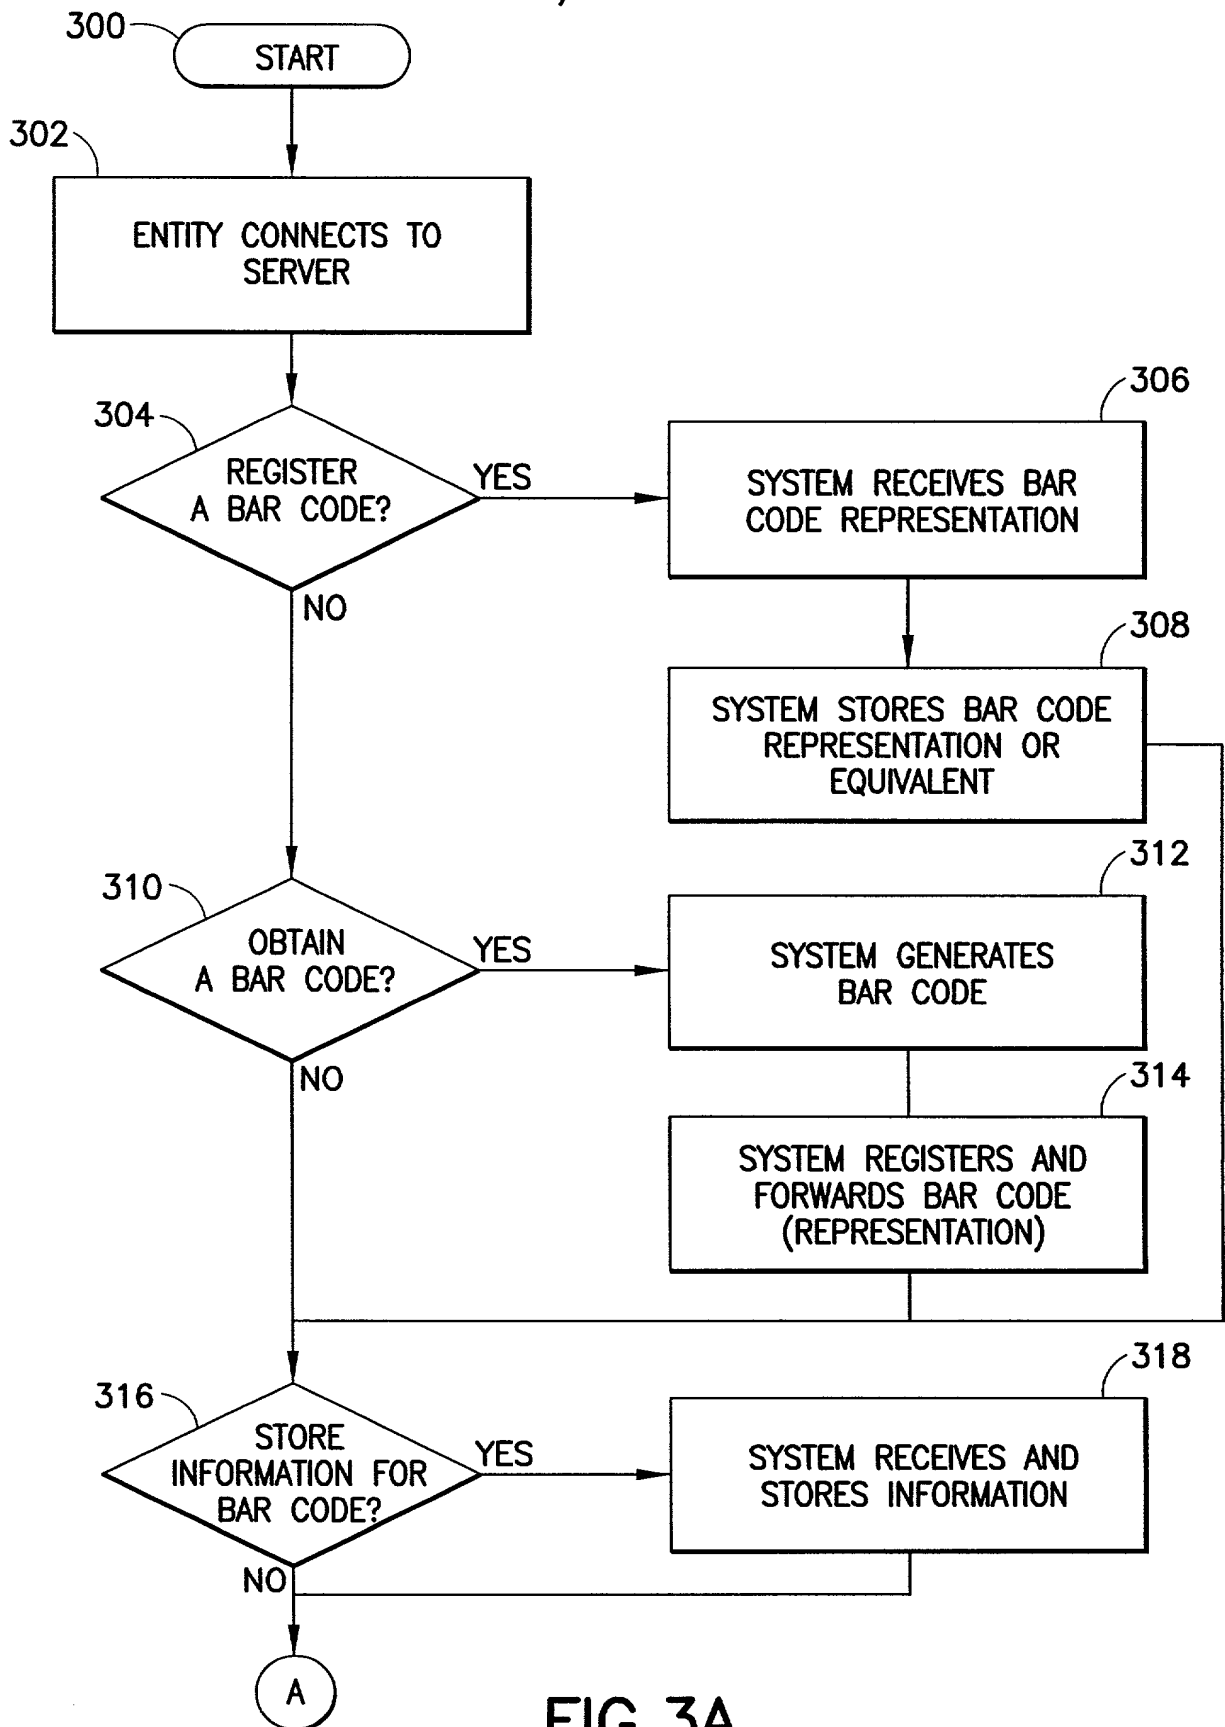 300
START
302
ENTITY CONNECTS TO
SERVER
304
REGISTER
A BAR CODE?
YES
NO
306
SYSTEM RECEIVES BAR
CODE REPRESENTATION
308
SYSTEM STORES BAR CODE
REPRESENTATION OR
EQUIVALENT
310
OBTAIN
A BAR CODE?
YES
NO
312
SYSTEM GENERATES
BAR CODE
314
SYSTEM REGISTERS AND
FORWARDS BAR CODE
(REPRESENTATION)
316
STORE
INFORMATION FOR
BAR CODE?
YES
NO
318
SYSTEM RECEIVES AND
STORES INFORMATION
A
FIG. 3A